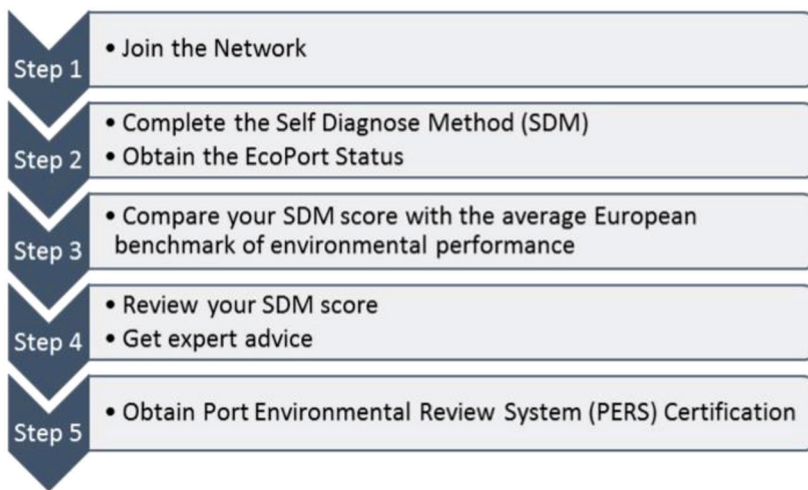 Step 1
• Join the Network
Step 2
• Complete the Self Diagnose Method (SDM)
• Obtain the EcoPort Status
Step 3
• Compare your SDM score with the average European
benchmark of environmental performance
Step 4
• Review your SDM score
• Get expert advice
Step 5
• Obtain Port Environmental Review System (PERS) Certification